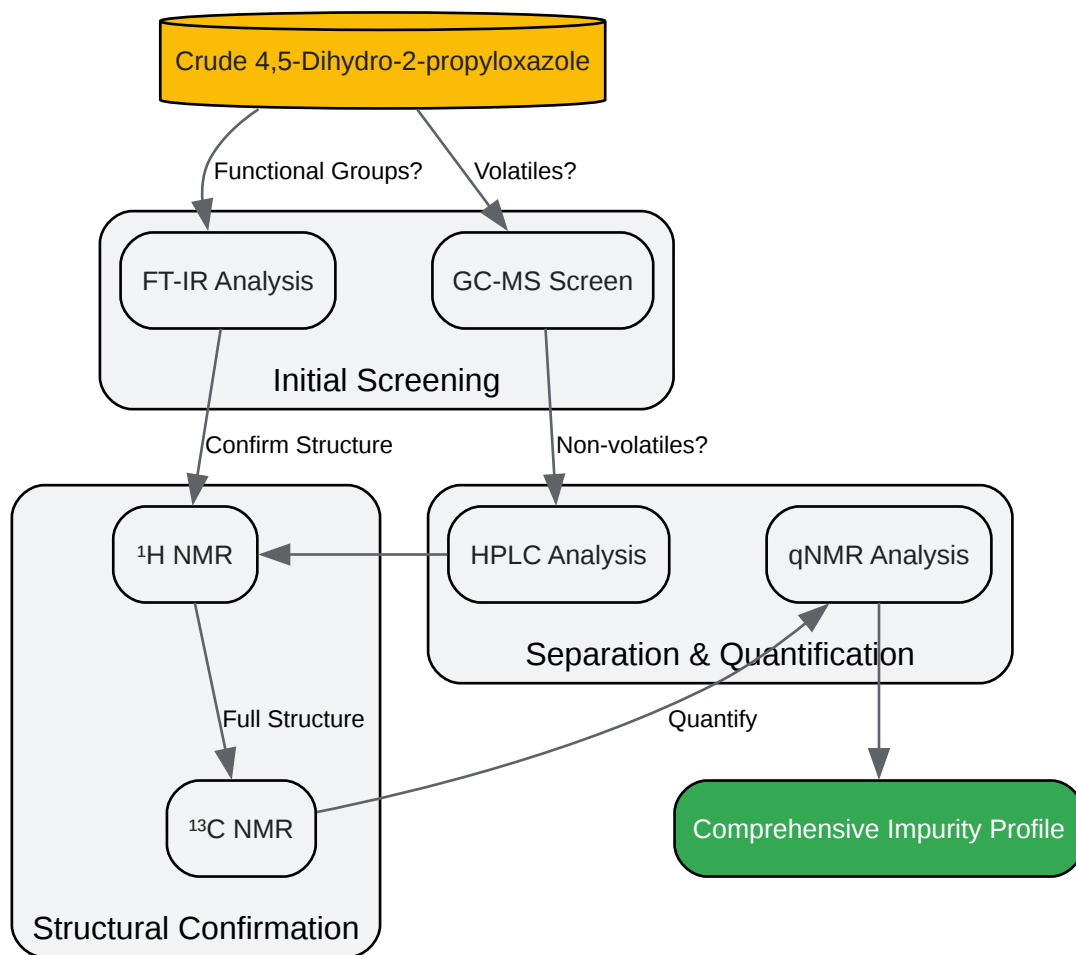 Crude 4,5-Dihydro-2-propyloxazole
Functional Groups?
Volatiles?
FT-IR Analysis
GC-MS Screen
Initial Screening
Confirm Structure
Non-volatiles?
¹H NMR
HPLC Analysis
qNMR Analysis
Separation & Quantification
Full Structure
Quantify
¹³C NMR
Comprehensive Impurity Profile
Structural Confirmation